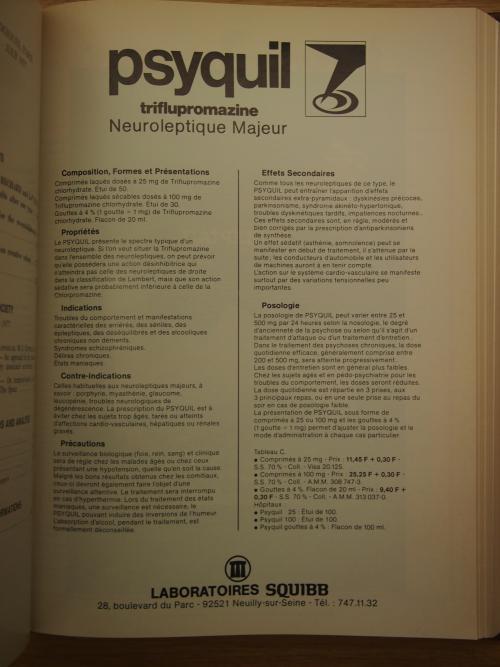 psyquil
triflupromazine
Neuroleptique Majeur
Composition, Formes et Présentations
Comprimés laqués dosés à 25 mg de Triflupromazine
chlorhydrate. Etui de 50.
Comprimés laqués sécables dosés à 100 mg de
Triflupromazine chlorhydrate. Etui de 30.
Gouttes à 4 % (1 goutte = 1 mg) de Triflupromazine
chlorhydrate. Flacon de 20 ml.
Propriétés
Le PSYQUIL présente le spectre typique d'un
neuroleptique. Si l'on veut situer la Triflupromazine
dans l'ensemble des neuroleptiques, on peut prévoir
qu'elle possédera une action désinhibitrice qui
n'atteindra pas celle des neuroleptiques de droite
dans la classification de Lambert, mais que son action
sédative sera probablement inférieure à celle de la
Chlorpromazine.
Indications
Troubles du comportement et manifestations
caractérielles des arriérés, des séniles, des
épileptiques, des déséquilibrés et des alcooliques
chroniques non déments.
Syndromes schizophréniques.
Délires chroniques.
Etats maniaques.
Contre-indications
Celles habituelles aux neuroleptiques majeurs, à
savoir : porphyrie, myasthénie, glaucome,
leucopénie, troubles neurologiques de
dégénérescence. La prescription du PSYQUIL est à
éviter chez les sujets trop âgés, tarés ou atteints
d'affections cardio-vasculaires, hépatiques ou rénales
graves.
Précautions
La surveillance biologique (foie, rein, sang) et clinique
sera de règle chez les malades âgés ou chez ceux
présentant une hypotension, quelle qu'en soit la cause.
Malgré les bons résultats obtenus chez les comitiaux,
ceux-ci devront également faire l'objet d'une
surveillance attentive. Le traitement sera interrompu
en cas d'hyperthermie. Lors du traitement des états
maniaques, une surveillance est nécessaire, le
PSYQUIL pouvant induire des inversions de l'humeur.
L'absorption d'alcool, pendant le traitement, est
formellement déconseillée.
Effets Secondaires
Comme tous les neuroleptiques de ce type, le
PSYQUIL peut entraîner l'apparition d'effets
secondaires extra-pyramidaux : dyskinésies précoces,
parkinsonisme, syndrome akinéto-hypertonique,
troubles dyskinétiques tardifs, impatiences nocturnes...
Ces effets secondaires sont, en règle, modérés et
bien corrigés par la prescription d'antiparkinsoniens
de synthèse.
Un effet sédatif (asthénie, somnolence) peut se
manifester en début de traitement, il s'estompe par la
suite ; les conducteurs d'automobile et les utilisateurs
de machines auront à en tenir compte.
L'action sur le système cardio-vasculaire se manifeste
surtout par des variations tensionnelles peu
importantes.
Posologie
La posologie de PSYQUIL peut varier entre 25 et
500 mg par 24 heures selon la nosologie, le degré
d'ancienneté de la psychose ou selon qu'il s'agit d'un
traitement d'attaque ou d'un traitement d'entretien.
Dans le traitement des psychoses chroniques, la dose
quotidienne efficace, généralement comprise entre
200 et 500 mg, sera atteinte progressivement.
Les doses d'entretien sont en général plus faibles.
Chez les sujets âgés et en pédo-psychiatrie pour les
troubles du comportement, les doses seront réduites.
La dose quotidienne est répartie en 3 prises, aux
3 principaux repas, ou en une seule prise au repas du
soir en cas de posologie faible.
La présentation de PSYQUIL sous forme de
comprimés à 25 ou 100 mg et les gouttes à 4 %
(1 goutte = 1 mg) permet d'ajuster la posologie et le
mode d'administration à chaque cas particulier.
Tableau C.
● Comprimés à 25 mg - Prix : 11,45 F + 0,30 F -
S.S. 70 % - Coll. - Visa 20.125.
● Comprimés à 100 mg - Prix : 25,25 F + 0,30 F -
S.S. 70 % - Coll. - A.M.M. 308 747-3.
● Gouttes à 4 %. Flacon de 20 ml - Prix : 9,40 F +
0,30 F - S.S. 70 % - Coll. - A.M.M. 313 037-0.
Hôpitaux
● Psyquil 25 : Etui de 100.
● Psyquil 100 : Etui de 100.
● Psyquil gouttes à 4 % : Flacon de 100 ml.
LABORATOIRES SQUIBB
28, boulevard du Parc - 92521 Neuilly-sur-Seine - Tél. : 747.11.32